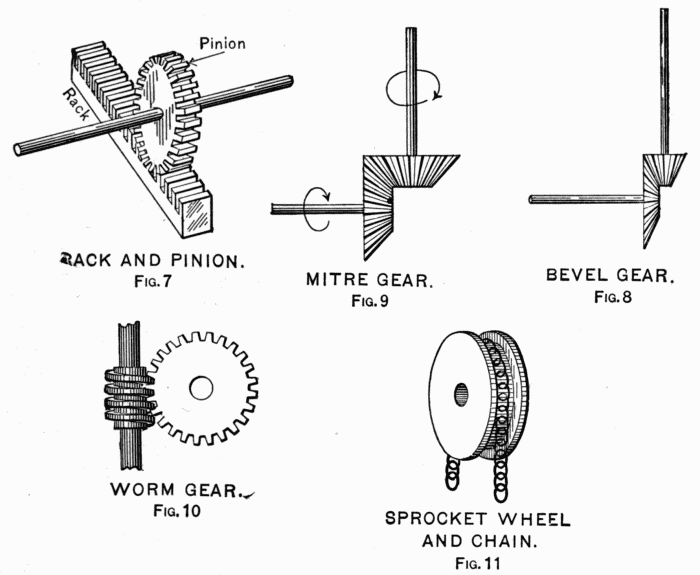 Pinion
Rack
RACK AND PINION.
FIG. 7
MITRE GEAR.
FIG. 9
BEVEL GEAR.
FIG. 8
WORM GEAR.
FIG. 10
SPROCKET WHEEL
AND CHAIN.
FIG. 11